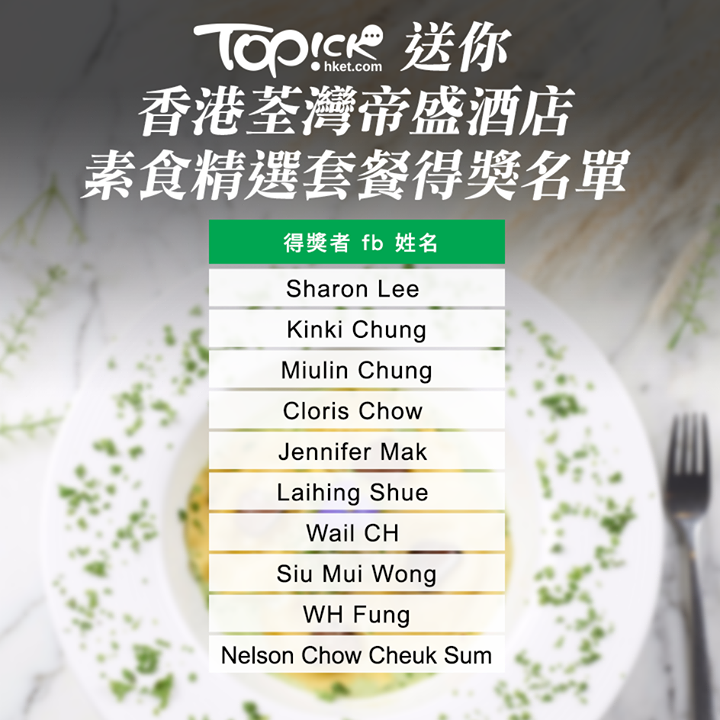 TOPICK 送你
hket.com
香港荃灣帝盛酒店
素食精選套餐得獎名單
得獎者 fb 姓名
Sharon Lee
Kinki Chung
Miulin Chung
Cloris Chow
Jennifer Mak
Laihing Shue
Wail CH
Siu Mui Wong
WH Fung
Nelson Chow Cheuk Sum